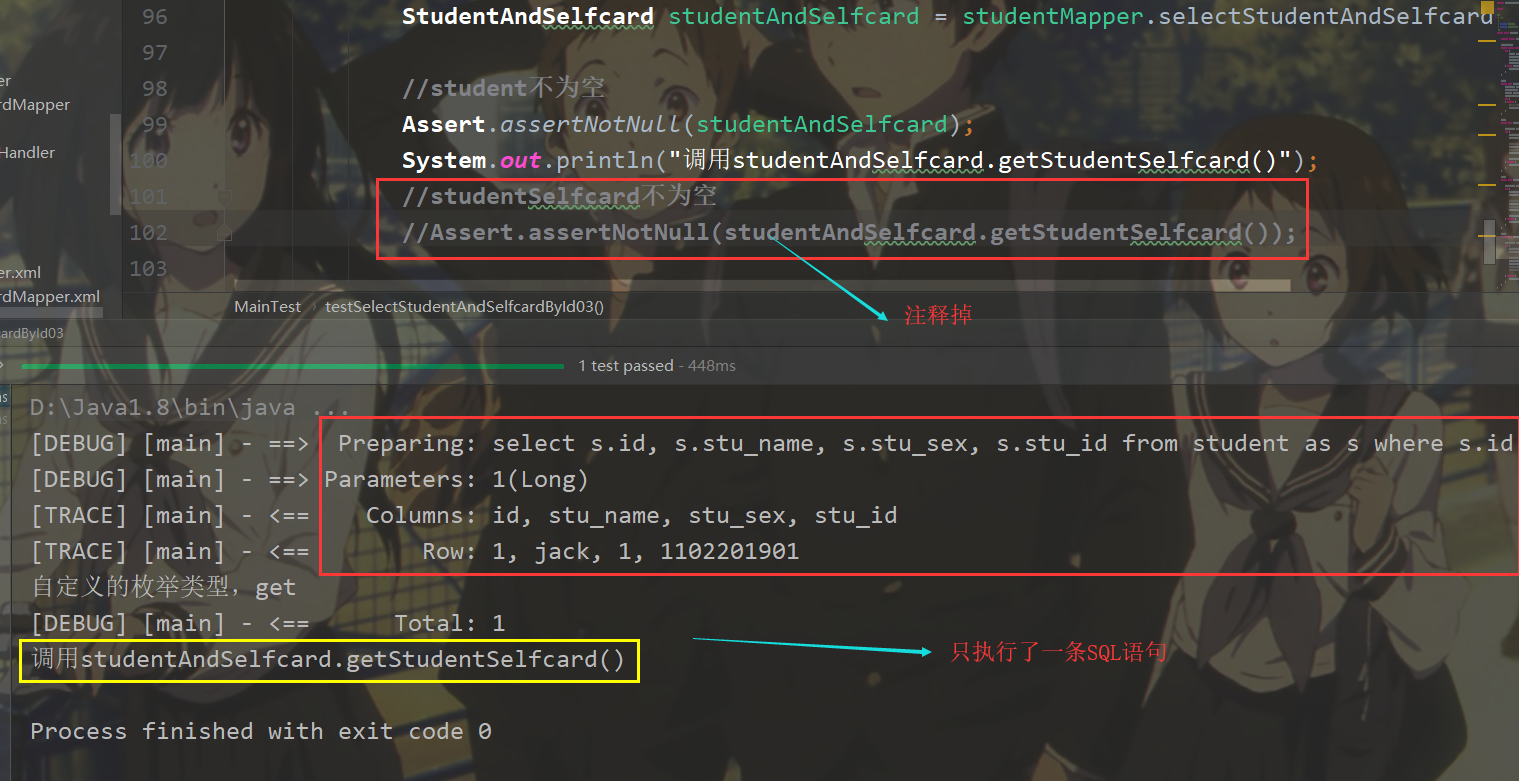 96 StudentAndSelfcard studentAndSelfcard = studentMapper.selectStudentAndSelfcard
97
er
98 //student不为空
rdMapper
99 Assert.assertNotNull(studentAndSelfcard);
Handler
100 System.out.println("调用studentAndSelfcard.getStudentSelfcard()");
101 //studentSelfcard不为空
102 //Assert.assertNotNull(studentAndSelfcard.getStudentSelfcard());
103
er.xml
rdMapper.xml
MainTest › testSelectStudentAndSelfcardById03()
注释掉
cardById03
1 test passed - 448ms
D:\Java1.8\bin\java ...
[DEBUG] [main] - ==>  Preparing: select s.id, s.stu_name, s.stu_sex, s.stu_id from student as s where s.id
[DEBUG] [main] - ==> Parameters: 1(Long)
[TRACE] [main] - <==    Columns: id, stu_name, stu_sex, stu_id
[TRACE] [main] - <==        Row: 1, jack, 1, 1102201901
自定义的枚举类型，get
[DEBUG] [main] - <==      Total: 1
调用studentAndSelfcard.getStudentSelfcard()
只执行了一条SQL语句
Process finished with exit code 0